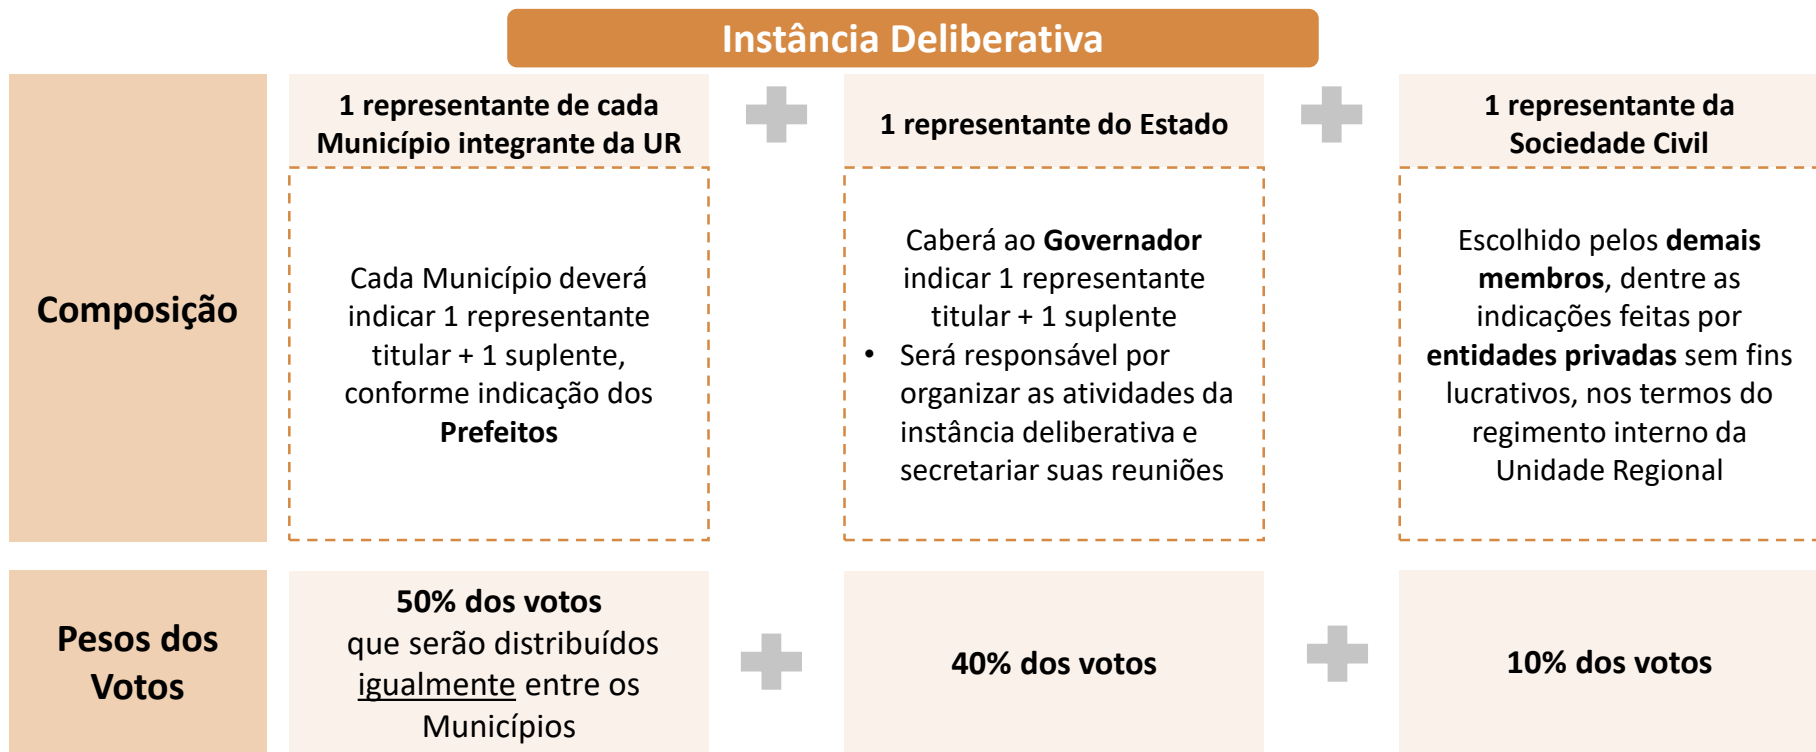 Instância Deliberativa
Composição
1 representante de cada
Município integrante da UR
Cada Município deverá
indicar 1 representante
titular + 1 suplente,
conforme indicação dos
Prefeitos
1 representante do Estado
Caberá ao Governador
indicar 1 representante
titular + 1 suplente
• Será responsável por
organizar as atividades da
instância deliberativa e
secretariar suas reuniões
1 representante da
Sociedade Civil
Escolhido pelos demais
membros, dentre as
indicações feitas por
entidades privadas sem fins
lucrativos, nos termos do
regimento interno da
Unidade Regional
Pesos dos
Votos
50% dos votos
que serão distribuídos
igualmente entre os
Municípios
40% dos votos
10% dos votos